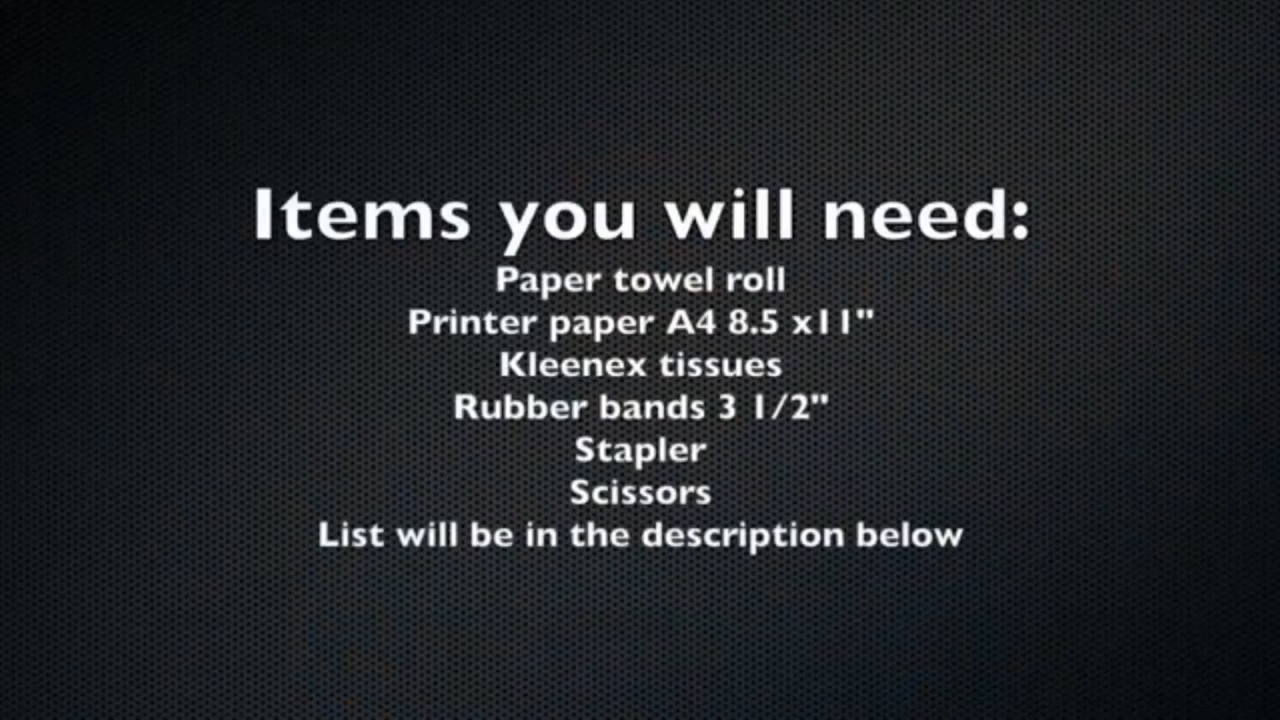 Items you will need:
Paper towel roll
Printer paper A4 8.5 x11"
Kleenex tissues
Rubber bands 3 1/2"
Stapler
Scissors
List will be in the description below